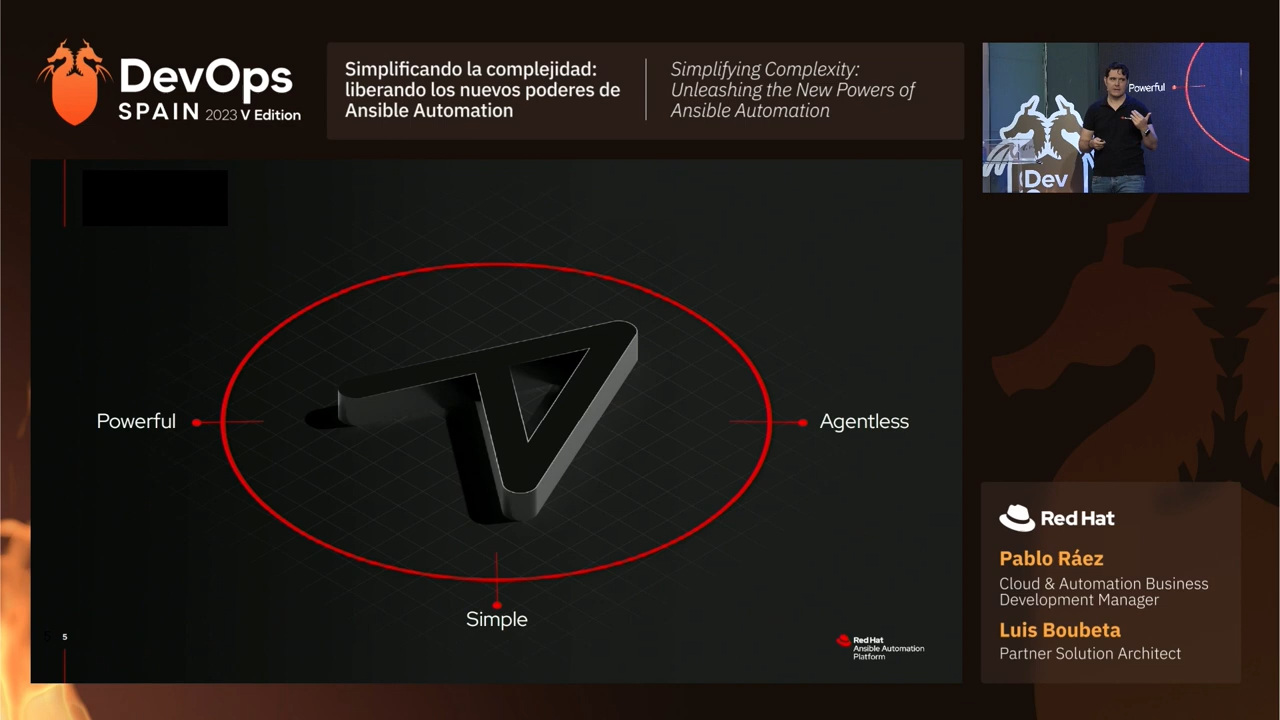 DevOps
SPAIN 2023 V Edition
Simplificando la complejidad:
liberando los nuevos poderes de
Ansible Automation
Simplifying Complexity:
Unleashing the New Powers of
Ansible Automation
Powerful
Dev
Powerful
Agentless
Simple
5
Red Hat
Ansible Automation
Platform
Red Hat
Pablo Ráez
Cloud & Automation Business
Development Manager
Luis Boubeta
Partner Solution Architect